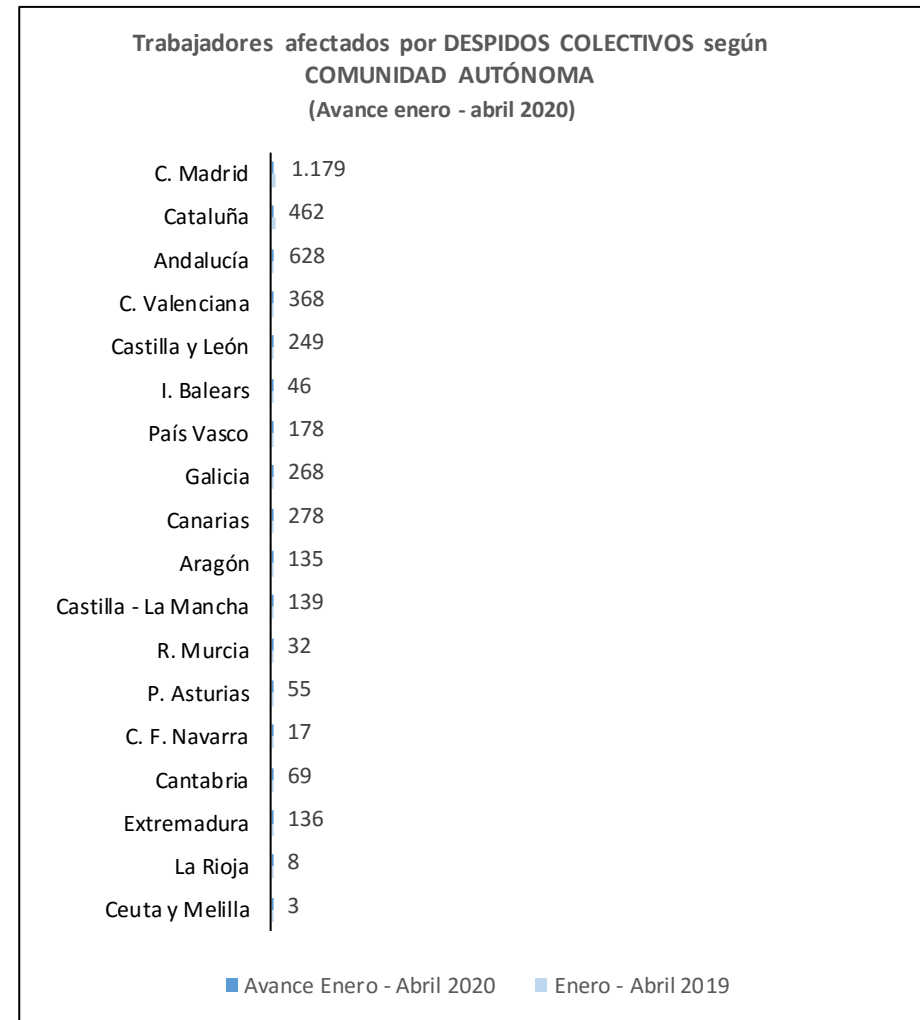 Trabajadores afectados por DESPIDOS COLECTIVOS según
COMUNIDAD AUTÓNOMA
(Avance enero - abril 2020)
C. Madrid 1.179
Cataluña 462
Andalucía 628
C. Valenciana 368
Castilla y León 249
I. Balears 46
País Vasco 178
Galicia 268
Canarias 278
Aragón 135
Castilla - La Mancha 139
R. Murcia 32
P. Asturias 55
C. F. Navarra 17
Cantabria 69
Extremadura 136
La Rioja 8
Ceuta y Melilla 3
Avance Enero - Abril 2020 Enero - Abril 2019